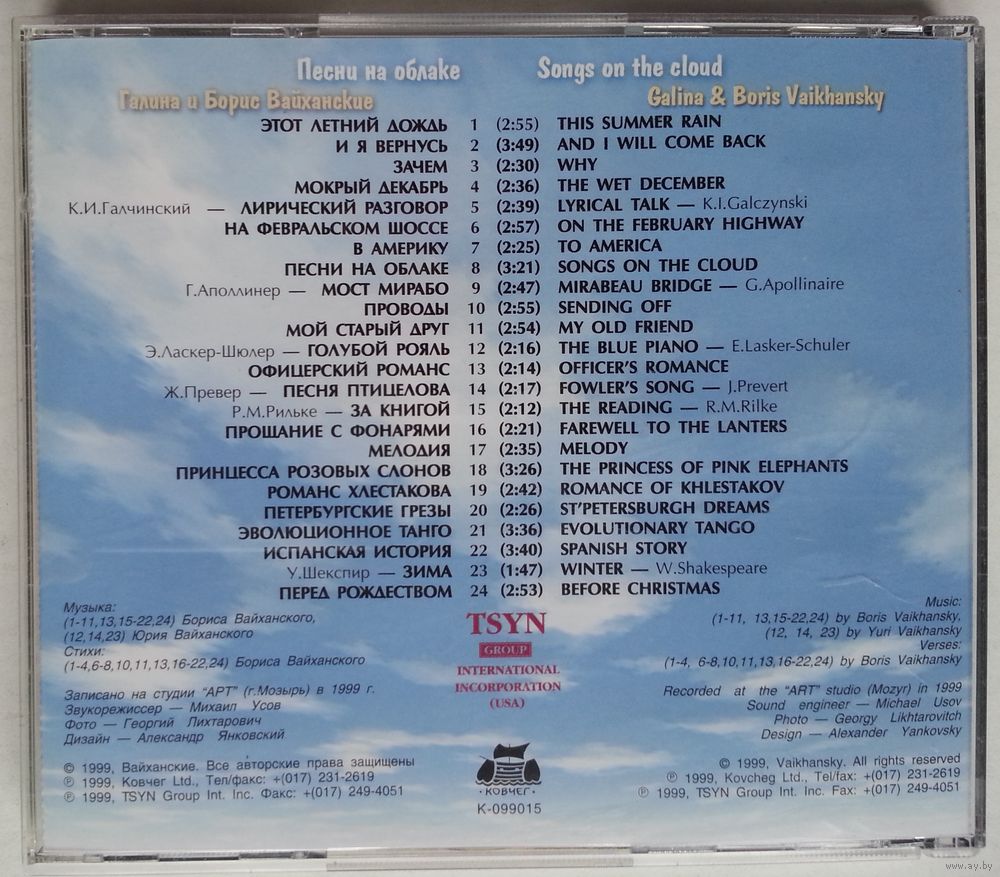 Песни на облаке Songs on the cloud
Галина и Борис Вайханские Galina & Boris Vaikhansky
ЭТОТ ЛЕТНИЙ ДОЖДЬ 1 (2:55) THIS SUMMER RAIN
И Я ВЕРНУСЬ 2 (3:49) AND I WILL COME BACK
ЗАЧЕМ 3 (2:30) WHY
МОКРЫЙ ДЕКАБРЬ 4 (2:36) THE WET DECEMBER
К.И.Галчинский — ЛИРИЧЕСКИЙ РАЗГОВОР 5 (2:39) LYRICAL TALK — K.I.Galczynski
НА ФЕВРАЛЬСКОМ ШОССЕ 6 (2:57) ON THE FEBRUARY HIGHWAY
В АМЕРИКУ 7 (2:25) TO AMERICA
ПЕСНИ НА ОБЛАКЕ 8 (3:21) SONGS ON THE CLOUD
Г.Аполлинер — МОСТ МИРАБО 9 (2:47) MIRABEAU BRIDGE — G.Apollinaire
ПРОВОДЫ 10 (2:55) SENDING OFF
МОЙ СТАРЫЙ ДРУГ 11 (2:54) MY OLD FRIEND
Э.Ласкер-Шюлер — ГОЛУБОЙ РОЯЛЬ 12 (2:16) THE BLUE PIANO — E.Lasker-Schuler
ОФИЦЕРСКИЙ РОМАНС 13 (2:14) OFFICER'S ROMANCE
Ж.Превер — ПЕСНЯ ПТИЦЕЛОВА 14 (2:17) FOWLER'S SONG — J.Prevert
Р.М.Рильке — ЗА КНИГОЙ 15 (2:12) THE READING — R.M.Rilke
ПРОЩАНИЕ С ФОНАРЯМИ 16 (2:21) FAREWELL TO THE LANTERS
МЕЛОДИЯ 17 (2:35) MELODY
ПРИНЦЕССА РОЗОВЫХ СЛОНОВ 18 (3:26) THE PRINCESS OF PINK ELEPHANTS
РОМАНС ХЛЕСТАКОВА 19 (2:42) ROMANCE OF KHLESTAKOV
ПЕТЕРБУРГСКИЕ ГРЕЗЫ 20 (2:26) ST'PETERSBURGH DREAMS
ЭВОЛЮЦИОННОЕ ТАНГО 21 (3:36) EVOLUTIONARY TANGO
ИСПАНСКАЯ ИСТОРИЯ 22 (3:40) SPANISH STORY
У.Шекспир — ЗИМА 23 (1:47) WINTER — W.Shakespeare
ПЕРЕД РОЖДЕСТВОМ 24 (2:53) BEFORE CHRISTMAS
Музыка:
(1-11,13,15-22,24) Бориса Вайханского,
(12,14,23) Юрия Вайханского
Стихи:
(1-4,6-8,10,11,13,16-22,24) Бориса Вайханского
Записано на студии "АРТ" (г.Мозырь) в 1999 г.
Звукорежиссер — Михаил Усов
Фото — Георгий Лихтарович
Дизайн — Александр Янковский
© 1999, Вайханские. Все авторские права защищены
℗ 1999, Ковчег Ltd., Тел/факс: +(017) 231-2619
℗ 1999, TSYN Group Int. Inc. Факс: +(017) 249-4051
TSYN
GROUP
INTERNATIONAL
INCORPORATION
(USA)
КОВЧЕГ
К-099015
Music:
(1-11, 13,15-22,24) by Boris Vaikhansky,
(12, 14, 23) by Yuri Vaikhansky
Verses:
(1-4, 6-8,10,11,13,16-22,24) by Boris Vaikhansky
Recorded at the "ART" studio (Mozyr) in 1999
Sound engineer — Michael Usov
Photo — Georgy Likhtarovitch
Design — Alexander Yankovsky
© 1999, Vaikhansky. All rights reserved
℗ 1999, Kovcheg Ltd., Tel/fax: +(017) 231-2619
℗ 1999, TSYN Group Int. Inc. Fax: +(017) 249-4051
www.ay.by